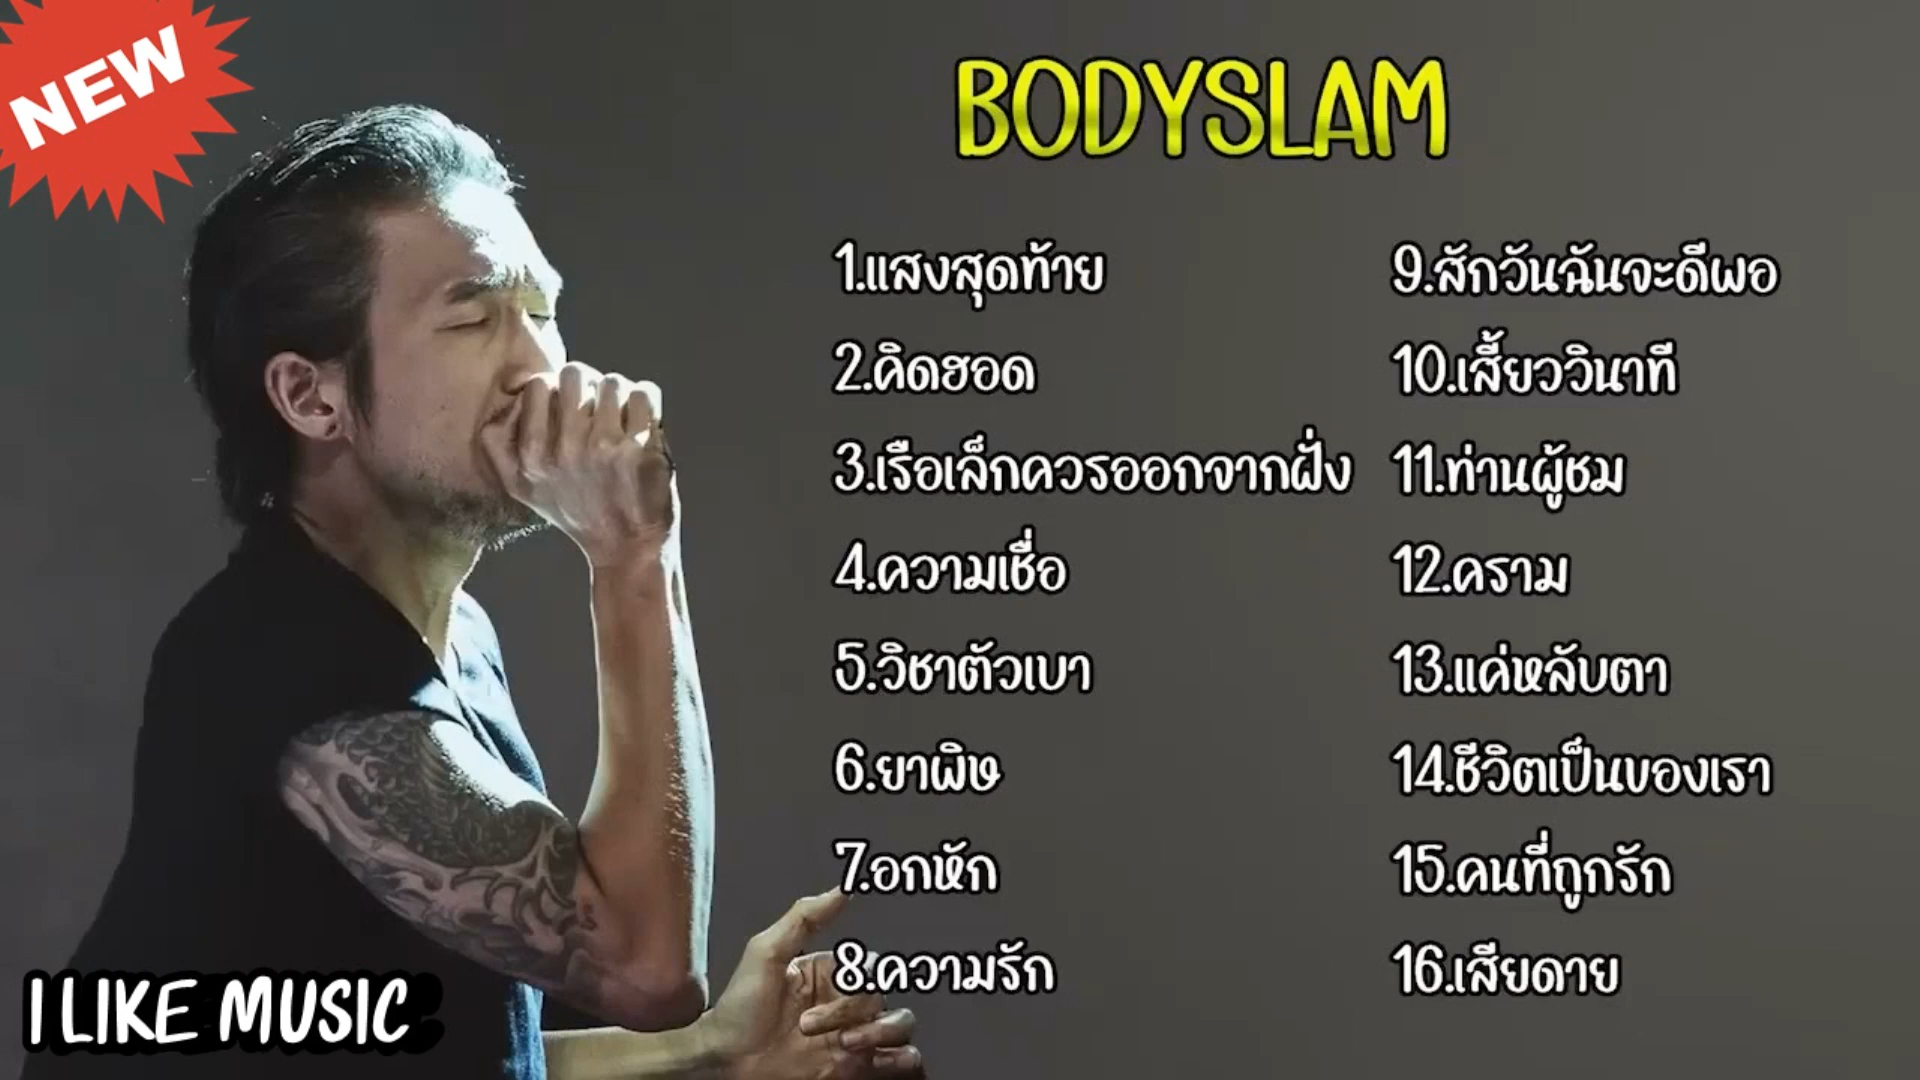 NEW
BODYSLAM
1.แสงสุดท้าย
2.คิดฮอด
3.เรือเล็กควรออกจากฝั่ง
4.ความเชื่อ
5.วิชาตัวเบา
6.ยาพิษ
7.อกหัก
8.ความรัก
9.สักวันฉันจะดีพอ
10.เสี้ยววินาที
11.ท่านผู้ชม
12.คราม
13.แค่หลับตา
14.ชีวิตเป็นของเรา
15.คนที่ถูกรัก
16.เสียดาย
I LIKE MUSIC